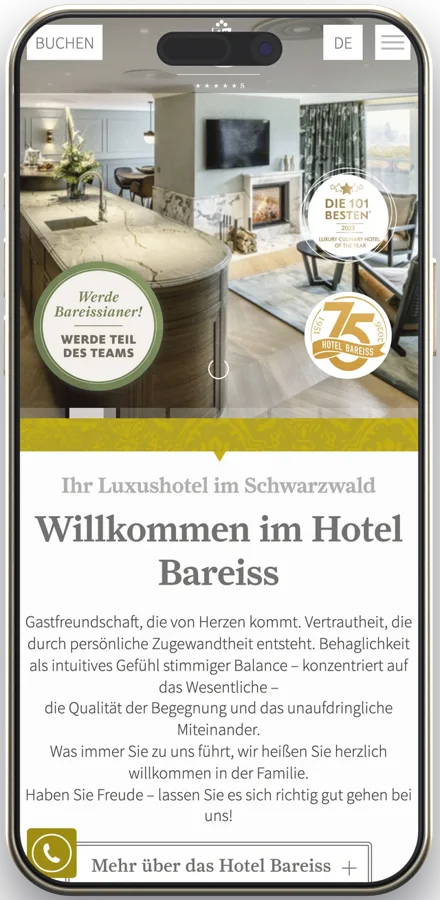 BUCHEN
DE
★★★★★ S
DIE 101
BESTEN
2023
LUXURY CULINARY HOTEL
OF THE YEAR
Werde
Bareissianer!
WERDE TEIL
DES TEAMS
1951
75
2026
HOTEL BAREISS
Ihr Luxushotel im Schwarzwald
Willkommen im Hotel
Bareiss
Gastfreundschaft, die von Herzen kommt. Vertrautheit, die
durch persönliche Zugewandtheit entsteht. Behaglichkeit
als intuitives Gefühl stimmiger Balance – konzentriert auf
das Wesentliche –
die Qualität der Begegnung und das unaufdringliche
Miteinander.
Was immer Sie zu uns führt, wir heißen Sie herzlich
willkommen in der Familie.
Haben Sie Freude – lassen Sie es sich richtig gut gehen bei
uns!
Mehr über das Hotel Bareiss +